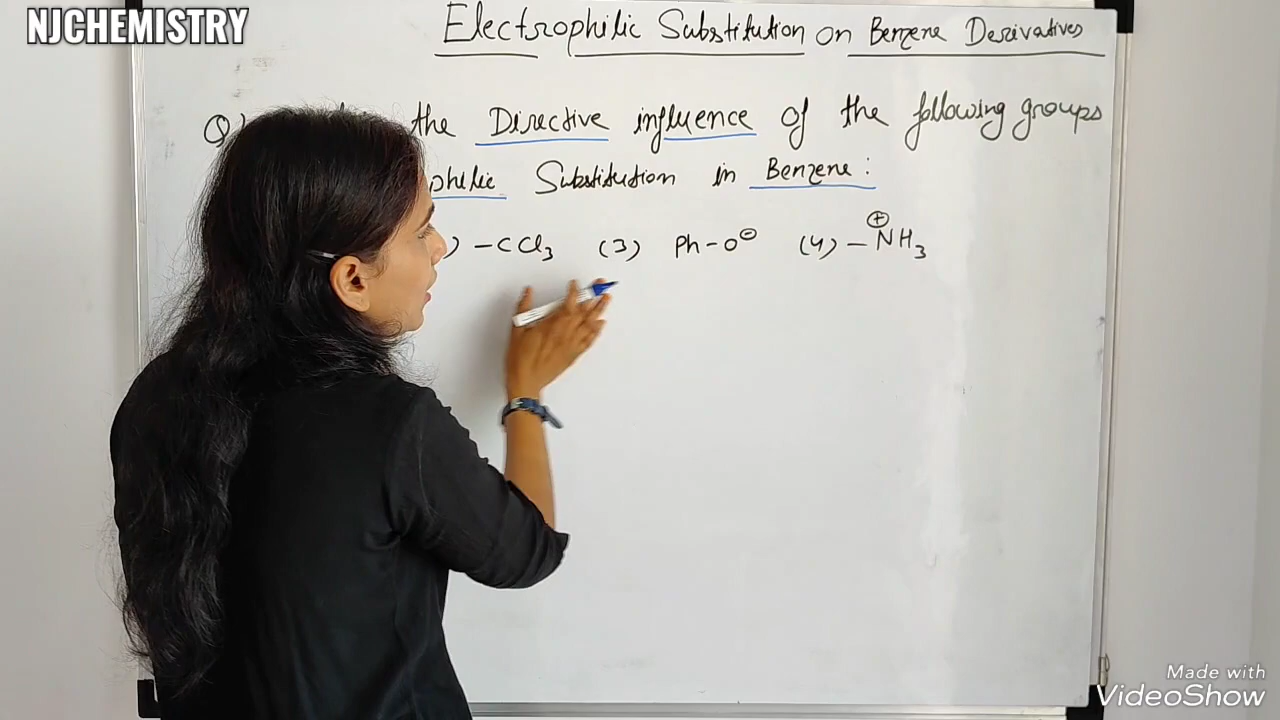 NJCHEMISTRY
Electrophilic Substitution on Benzene Derivatives
Q) the Directive influence of the following groups
philic Substitution in Benzene:
) -CCl3 (3) Ph-O⊖ (4) -N⊕H3
Made with
VideoShow